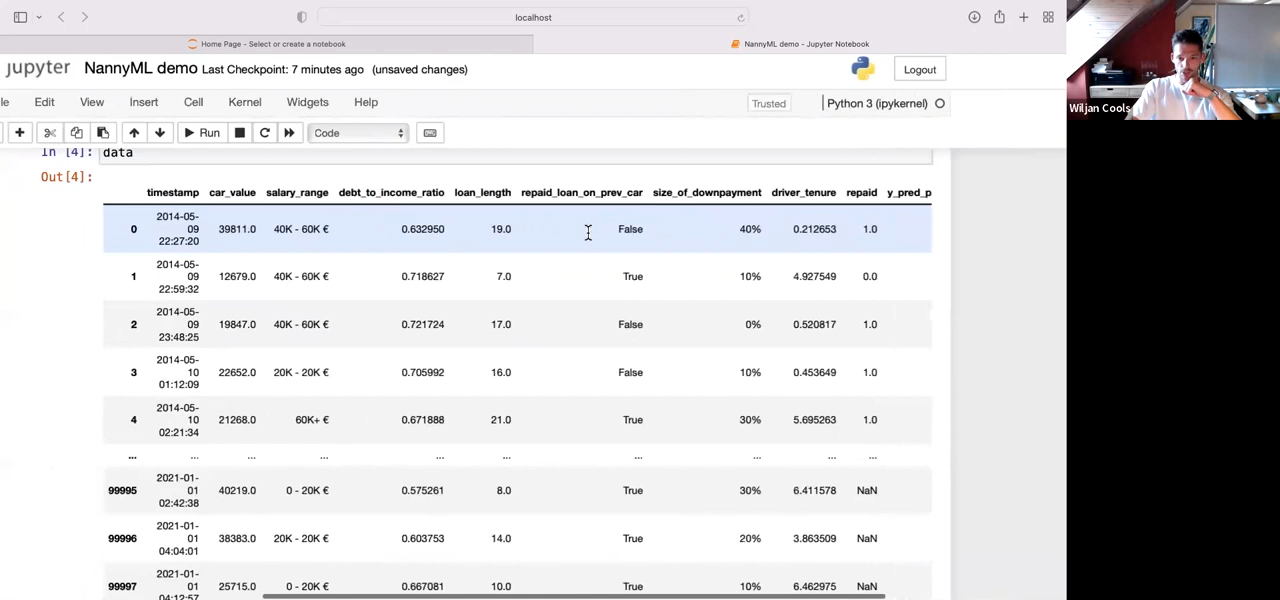 localhost
Home Page - Select or create a notebook
NannyML demo - Jupyter Notebook
jupyter NannyML demo Last Checkpoint: 7 minutes ago (unsaved changes)
Logout
le Edit View Insert Cell Kernel Widgets Help
Trusted Python 3 (ipykernel)
Run Code
In [4]: data
Out[4]:
timestamp car_value salary_range debt_to_income_ratio loan_length repaid_loan_on_prev_car size_of_downpayment driver_tenure repaid y_pred_p
0 2014-05-09 22:27:20 39811.0 40K - 60K € 0.632950 19.0 False 40% 0.212653 1.0
1 2014-05-09 22:59:32 12679.0 40K - 60K € 0.718627 7.0 True 10% 4.927549 0.0
2 2014-05-09 23:48:25 19847.0 40K - 60K € 0.721724 17.0 False 0% 0.520817 1.0
3 2014-05-10 01:12:09 22652.0 20K - 20K € 0.705992 16.0 False 10% 0.453649 1.0
4 2014-05-10 02:21:34 21268.0 60K+ € 0.671888 21.0 True 30% 5.695263 1.0
... ... ... ... ... ... ... ... ... ...
99995 2021-01-01 02:42:38 40219.0 0 - 20K € 0.575261 8.0 True 30% 6.411578 NaN
99996 2021-01-01 04:04:01 38383.0 20K - 20K € 0.603753 14.0 True 20% 3.863509 NaN
99997 2021-01-01 04:12:57 25715.0 0 - 20K € 0.667081 10.0 True 10% 6.462975 NaN
Wiljan Cools